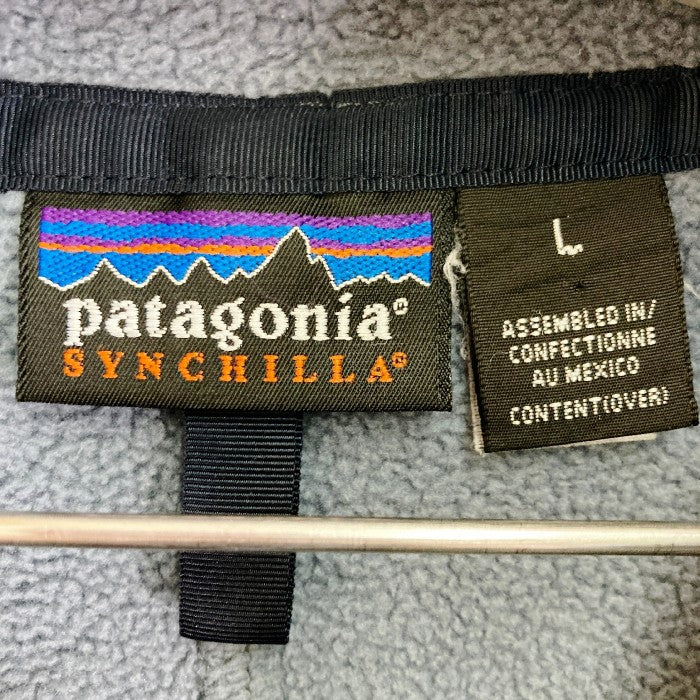 patagonia®
SYNCHILLA®
L
ASSEMBLED IN/
CONFECTIONNE
AU MEXICO
CONTENT(OVER)